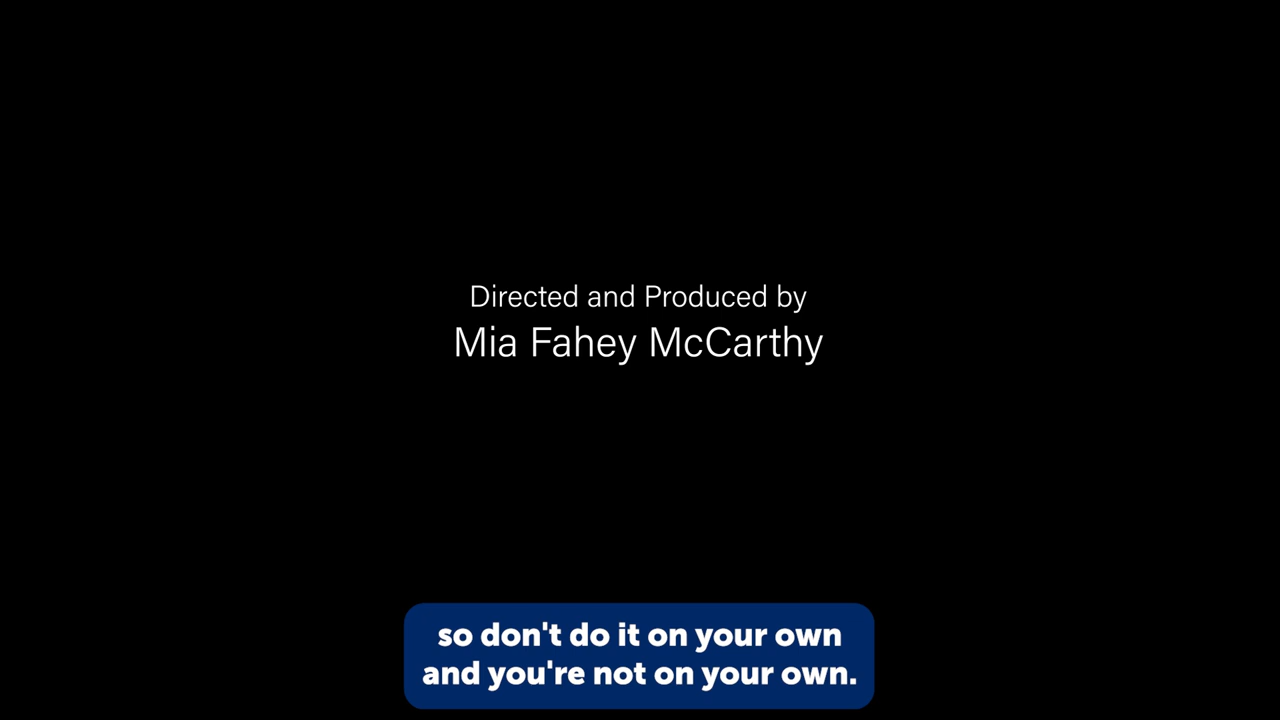 Directed and Produced by
Mia Fahey McCarthy
so don't do it on your own
and you're not on your own.